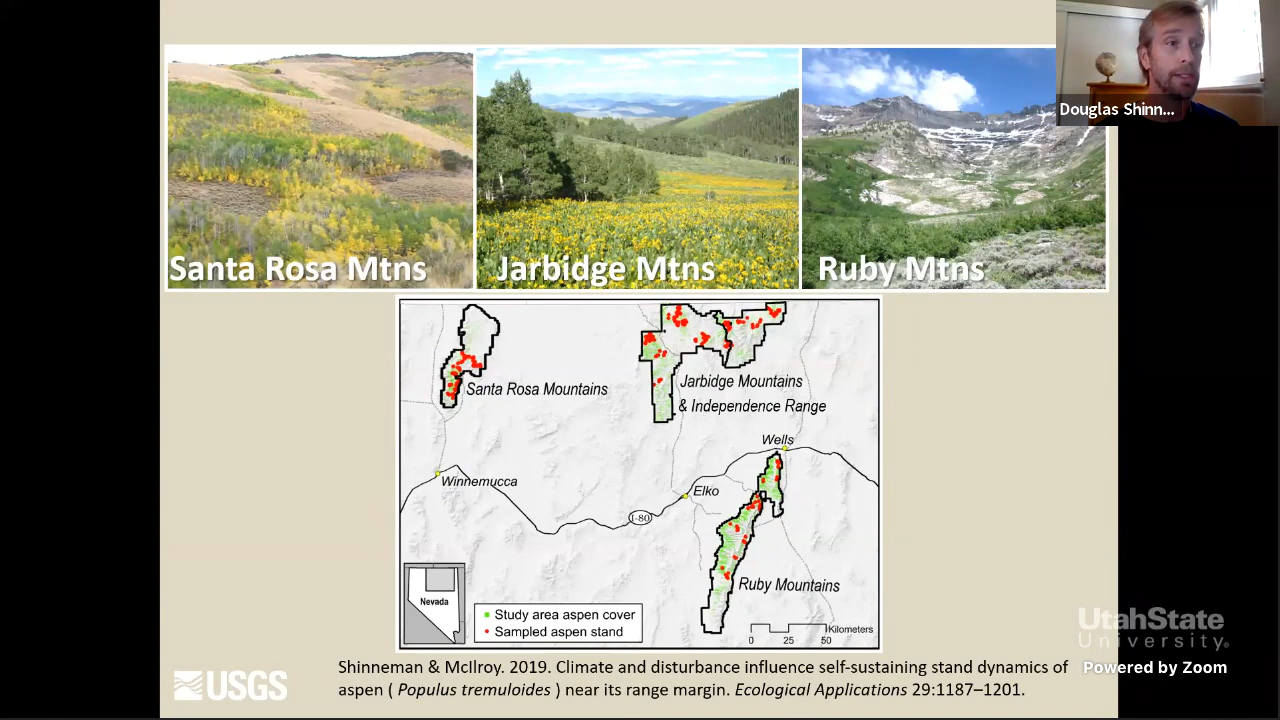 Douglas Shinn...
Santa Rosa Mtns
Jarbidge Mtns
Ruby Mtns
Santa Rosa Mountains
Jarbidge Mountains
& Independence Range
Wells
Winnemucca
Elko
I-80
Ruby Mountains
Nevada
Study area aspen cover
Sampled aspen stand
Kilometers
0 25 50
UtahState
University®
Powered by Zoom
USGS
Shinneman & McIlroy. 2019. Climate and disturbance influence self-sustaining stand dynamics of
aspen ( Populus tremuloides ) near its range margin. Ecological Applications 29:1187–1201.